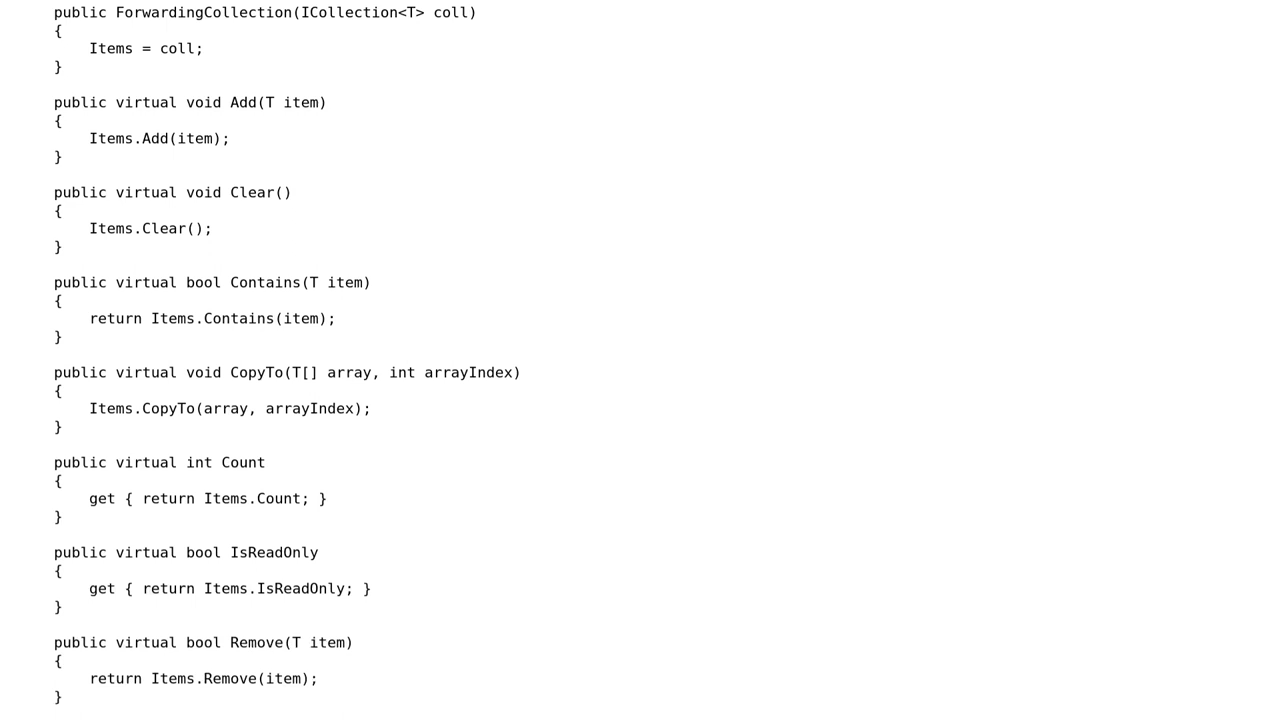 public ForwardingCollection(ICollection<T> coll)
{
    Items = coll;
}

public virtual void Add(T item)
{
    Items.Add(item);
}

public virtual void Clear()
{
    Items.Clear();
}

public virtual bool Contains(T item)
{
    return Items.Contains(item);
}

public virtual void CopyTo(T[] array, int arrayIndex)
{
    Items.CopyTo(array, arrayIndex);
}

public virtual int Count
{
    get { return Items.Count; }
}

public virtual bool IsReadOnly
{
    get { return Items.IsReadOnly; }
}

public virtual bool Remove(T item)
{
    return Items.Remove(item);
}